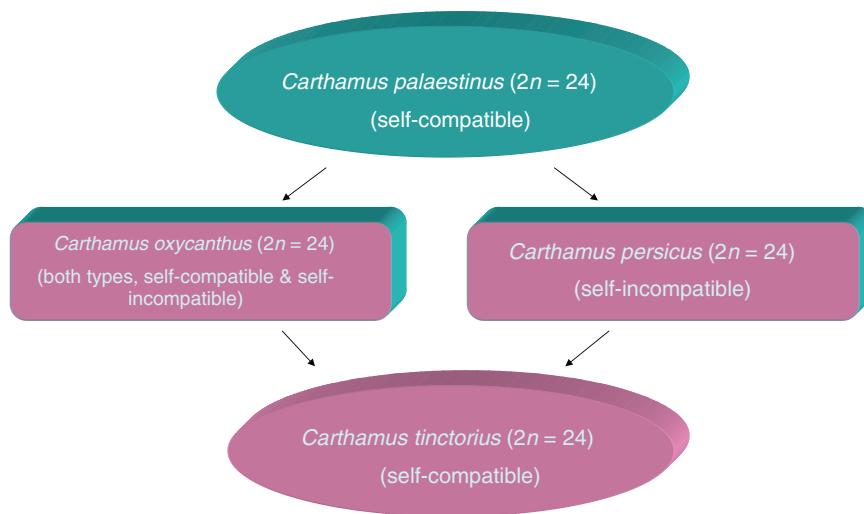 Carthamus palaestinus (2n = 24)
(self-compatible)
Carthamus oxycanthus (2n = 24)
(both types, self-compatible & self-
incompatible)
Carthamus persicus (2n = 24)
(self-incompatible)
Carthamus tinctorius (2n = 24)
(self-compatible)